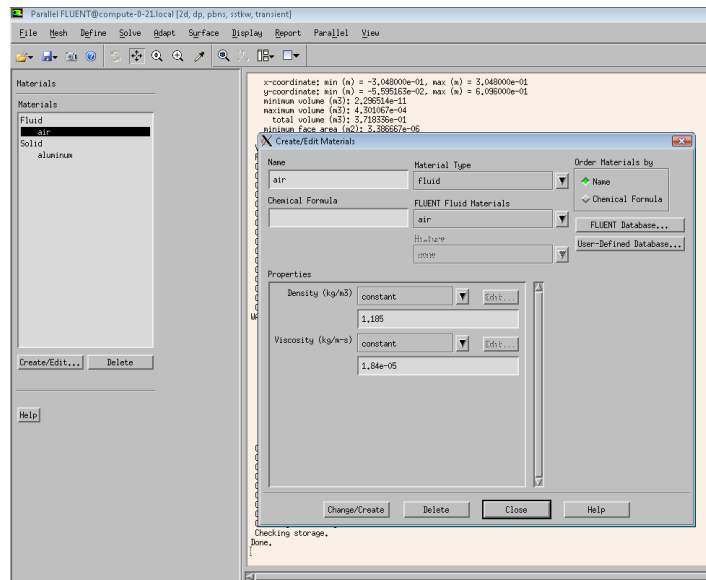 Parallel FLUENT@compute-0-21.local [2d, dp, pbns, sstkw, transient]
File Mesh Define Solve Adapt Surface Display Report Parallel View
Materials
Materials
Fluid
air
Solid
aluminum
Create/Edit... Delete
Help
x-coordinate: min (m) = -3.048000e-01, max (m) = 3.048000e-01
y-coordinate: min (m) = -5.595163e-02, max (m) = 6.096000e-01
minimum volume (m3): 2.296514e-11
maximum volume (m3): 4.301067e-04
total volume (m3): 3.718336e-01
minimum face area (m2): 3.386667e-06
Create/Edit Materials
Name
air
Material Type
fluid
Order Materials by
Name
Chemical Formula
Chemical Formula
FLUENT Fluid Materials
air
FLUENT Database...
Mixture
none
User-Defined Database...
Properties
Density (kg/m3) constant Edit...
1.185
Viscosity (kg/m-s) constant Edit...
1.84e-05
Change/Create Delete Close Help
Checking storage.
Done.